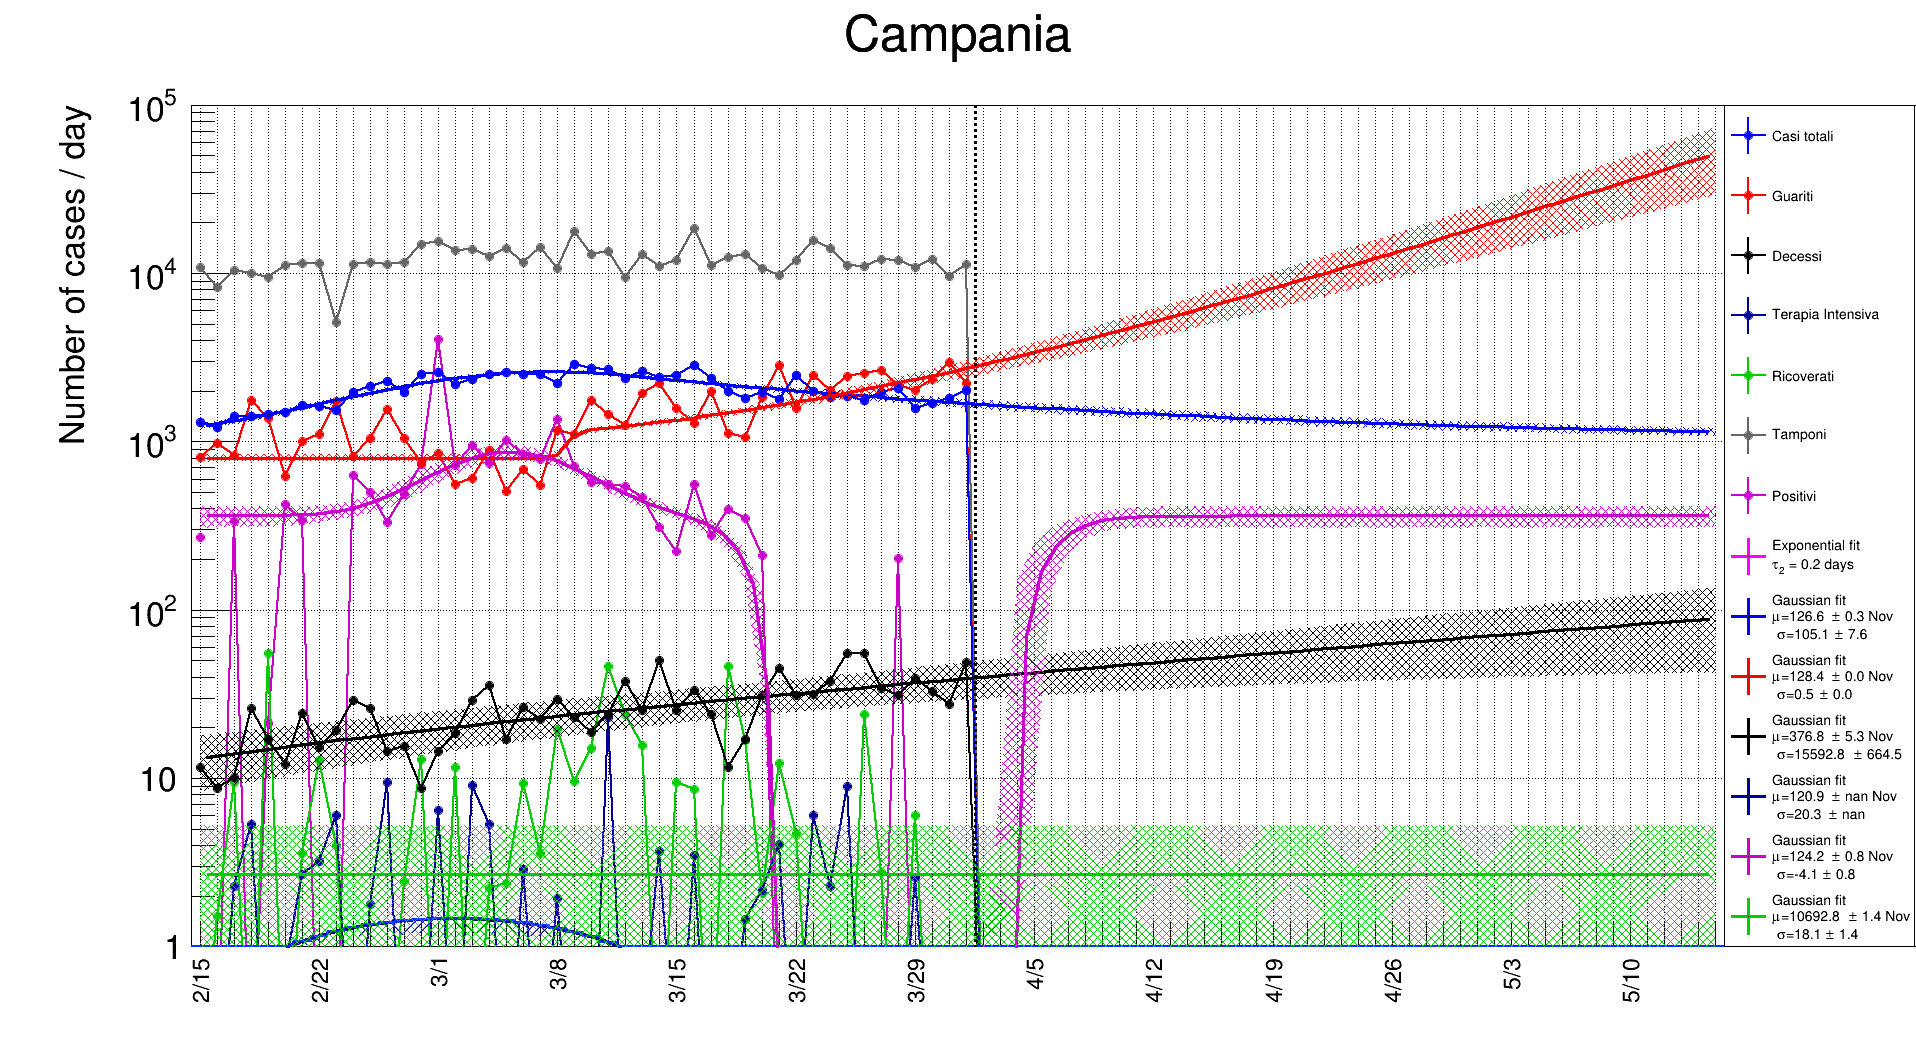 Campania
Number of cases / day
10^5
10^4
10^3
10^2
10
1
2/15
2/22
3/1
3/8
3/15
3/22
3/29
4/5
4/12
4/19
4/26
5/3
5/10
Casi totali
Guariti
Decessi
Terapia Intensiva
Ricoverati
Tamponi
Positivi
Exponential fit
τ2 = 0.2 days
Gaussian fit
μ=126.6 ± 0.3 Nov
σ=105.1 ± 7.6
Gaussian fit
μ=128.4 ± 0.0 Nov
σ=0.5 ± 0.0
Gaussian fit
μ=376.8 ± 5.3 Nov
σ=15592.8 ± 664.5
Gaussian fit
μ=120.9 ± nan Nov
σ=20.3 ± nan
Gaussian fit
μ=124.2 ± 0.8 Nov
σ=-4.1 ± 0.8
Gaussian fit
μ=10692.8 ± 1.4 Nov
σ=18.1 ± 1.4